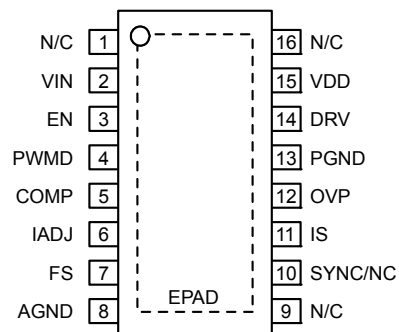 N/C 1 16 N/C
VIN 2 15 VDD
EN 3 14 DRV
PWMD 4 13 PGND
COMP 5 12 OVP
IADJ 6 11 IS
FS 7 10 SYNC/NC
AGND 8 EPAD 9 N/C